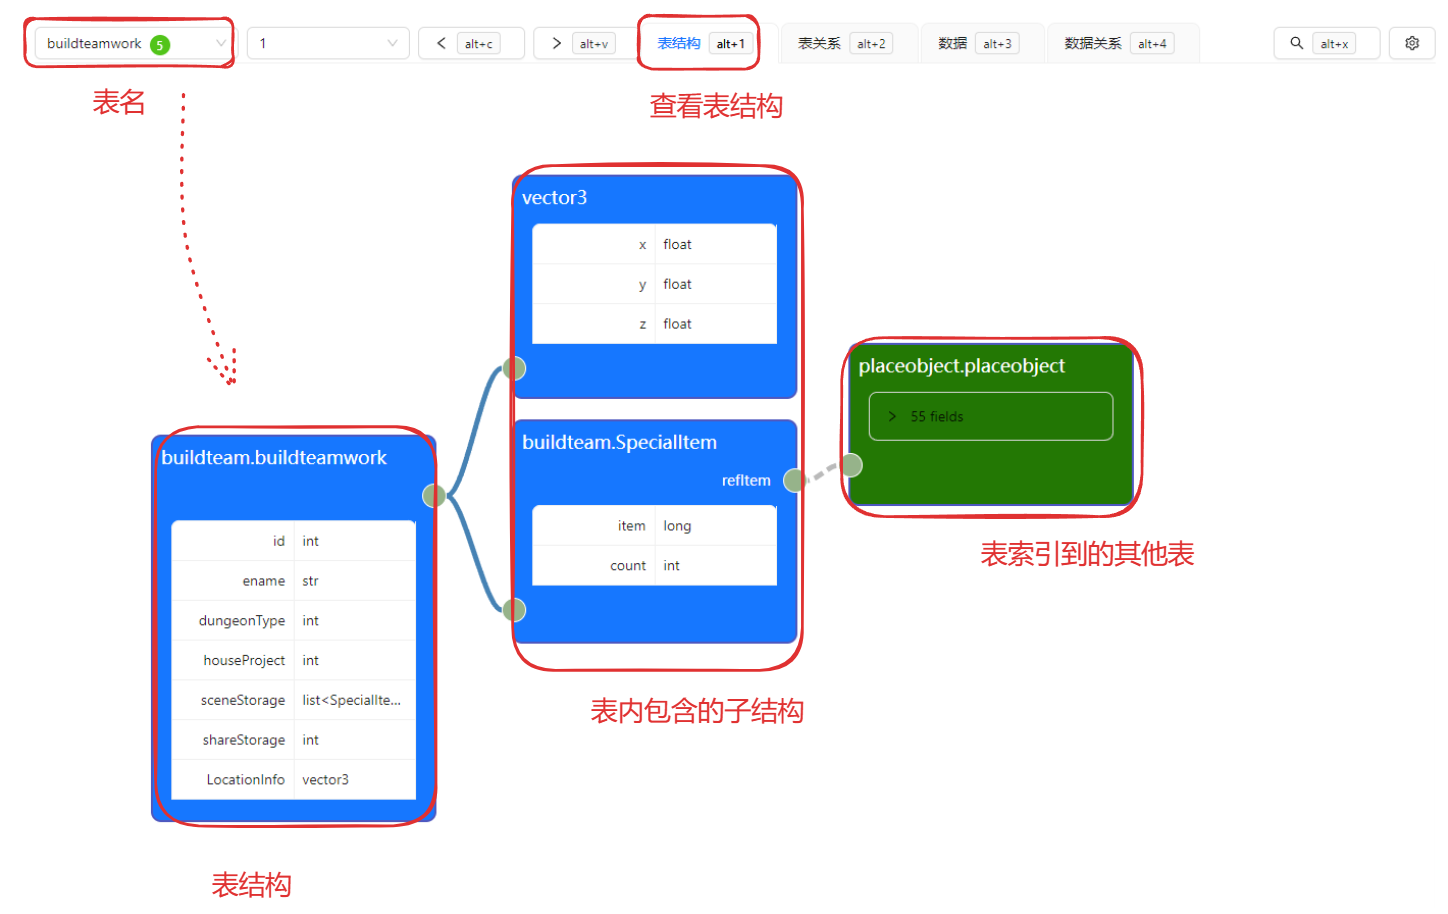 buildteamwork 5
1
alt+c
alt+v
表结构 alt+1
表关系 alt+2
数据 alt+3
数据关系 alt+4
alt+x
表名
查看表结构
vector3
x float
y float
z float
placeobject.placeobject
55 fields
buildteam.SpecialItem
refItem
item long
count int
buildteam.buildteamwork
id int
ename str
dungeonType int
houseProject int
sceneStorage list<SpecialIte...
shareStorage int
LocationInfo vector3
表索引到的其他表
表内包含的子结构
表结构